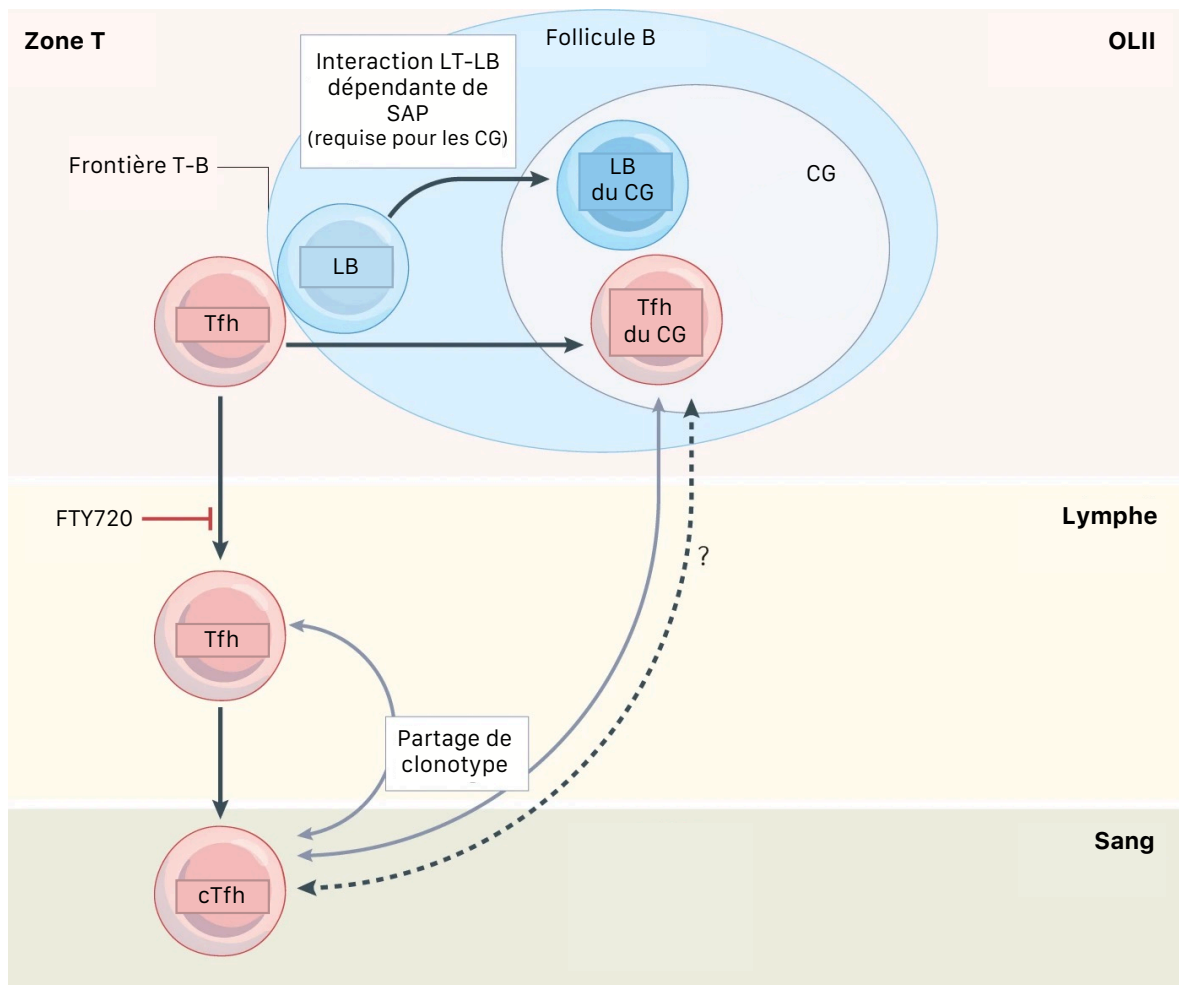 Zone T
Follicule B
OLII
Interaction LT-LB
dépendante de
SAP
(requise pour les CG)
Frontière T-B
LB
du CG
CG
LB
Tfh
Tfh
du CG
FTY720
Lymphe
?
Tfh
Partage de
clonotype
Sang
cTfh